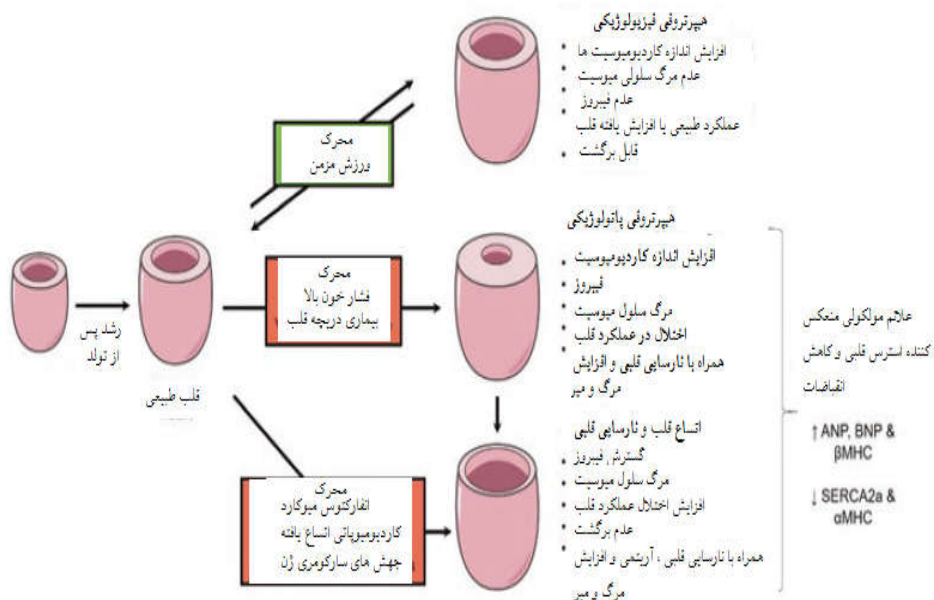 هیپرتروفی فیزیولوژیکی
• افزایش اندازه کاردیومیوسیت ها
• عدم مرگ سلولی میوسیت
• عدم فیبروز
• عملکرد طبیعی یا افزایش یافته قلب
• قابل برگشت
محرک
ورزش مزمن
هیپرتروفی پاتولوژیکی
• افزایش اندازه کاردیومیوسیت
• فیبروز
• مرگ سلول میوسیت
• اختلال در عملکرد قلب
• همراه با نارسایی قلبی و افزایش
مرگ و میر
محرک
فشار خون بالا
بیماری دریچه قلب
رشد پس
از تولد
قلب طبیعی
علائم مولکولی منعکس
کننده استرس قلبی و کاهش
انقباضات
↑ ANP, BNP &
βMHC
↓ SERCA2a &
αMHC
اتساع قلب و نارسایی قلبی
• گسترش فیبروز
• مرگ سلول میوسیت
• افزایش اختلال عملکرد قلب
• عدم برگشت
• همراه با نارسایی قلبی ، آریتمی و افزایش
مرگ و میر
محرک
انفارکتوس میوکارد
کاردیومیوپاتی اتساع یافته
جهش های سارکومری ژن